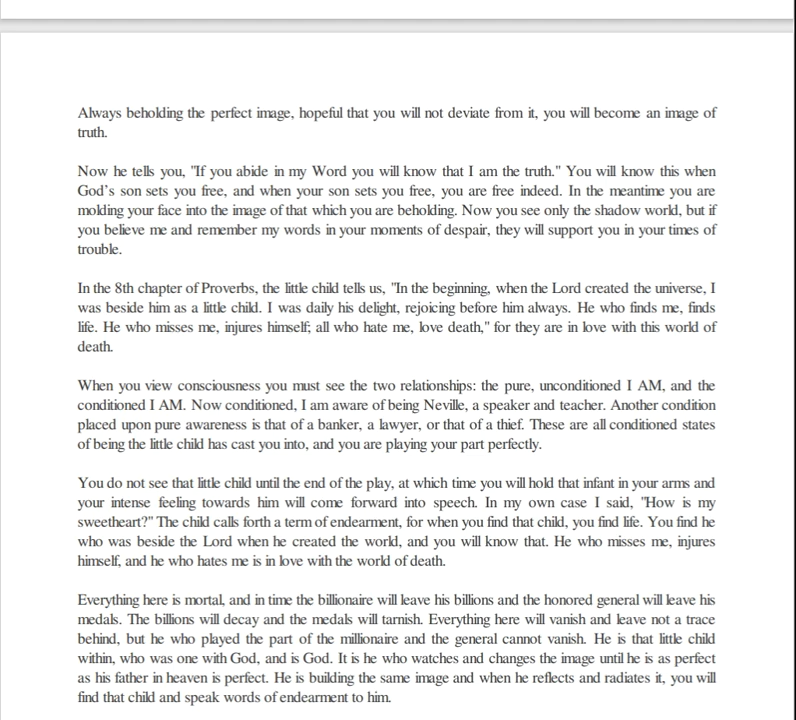 Always beholding the perfect image, hopeful that you will not deviate from it, you will become an image of
truth.
Now he tells you, "If you abide in my Word you will know that I am the truth." You will know this when
God's son sets you free, and when your son sets you free, you are free indeed. In the meantime you are
molding your face into the image of that which you are beholding. Now you see only the shadow world, but if
you believe me and remember my words in your moments of despair, they will support you in your times of
trouble.
In the 8th chapter of Proverbs, the little child tells us, "In the beginning, when the Lord created the universe, I
was beside him as a little child. I was daily his delight, rejoicing before him always. He who finds me, finds
life. He who misses me, injures himself; all who hate me, love death," for they are in love with this world of
death.
When you view consciousness you must see the two relationships: the pure, unconditioned I AM, and the
conditioned I AM. Now conditioned, I am aware of being Neville, a speaker and teacher. Another condition
placed upon pure awareness is that of a banker, a lawyer, or that of a thief. These are all conditioned states
of being the little child has cast you into, and you are playing your part perfectly.
You do not see that little child until the end of the play, at which time you will hold that infant in your arms and
your intense feeling towards him will come forward into speech. In my own case I said, "How is my
sweetheart?" The child calls forth a term of endearment, for when you find that child, you find life. You find he
who was beside the Lord when he created the world, and you will know that. He who misses me, injures
himself, and he who hates me is in love with the world of death.
Everything here is mortal, and in time the billionaire will leave his billions and the honored general will leave his
medals. The billions will decay and the medals will tarnish. Everything here will vanish and leave not a trace
behind, but he who played the part of the millionaire and the general cannot vanish. He is that little child
within, who was one with God, and is God. It is he who watches and changes the image until he is as perfect
as his father in heaven is perfect. He is building the same image and when he reflects and radiates it, you will
find that child and speak words of endearment to him.